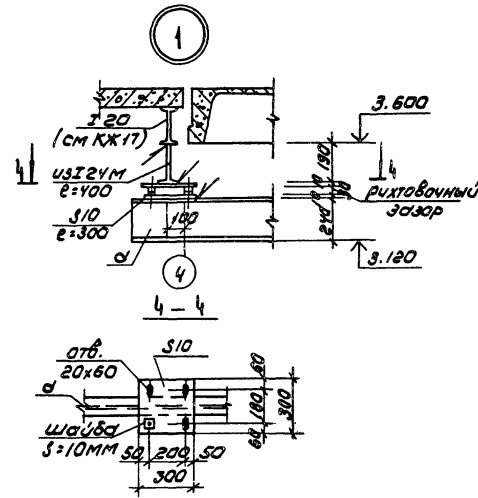 1
I 20
(см КЖ17)
из I 24М
ℓ=400
S10
ℓ=300
d
100
4
4
4
3.600
190
10
240
рихтовочный
зазор
3.120
4 – 4
отв.
20х60
S10
d
шайба
S=10мм
60
180
60
300
50
200
50
300